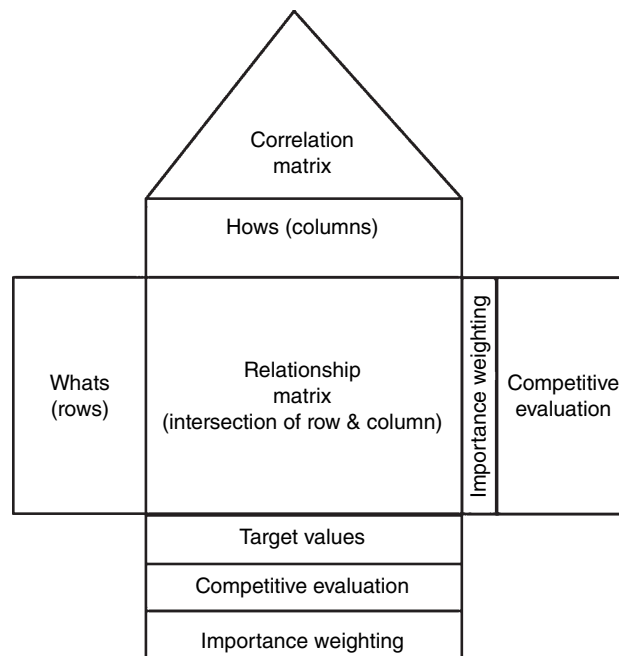 Correlation
matrix
Hows (columns)
Whats
(rows)
Relationship
matrix
(intersection of row & column)
Importance weighting
Competitive
evaluation
Target values
Competitive evaluation
Importance weighting